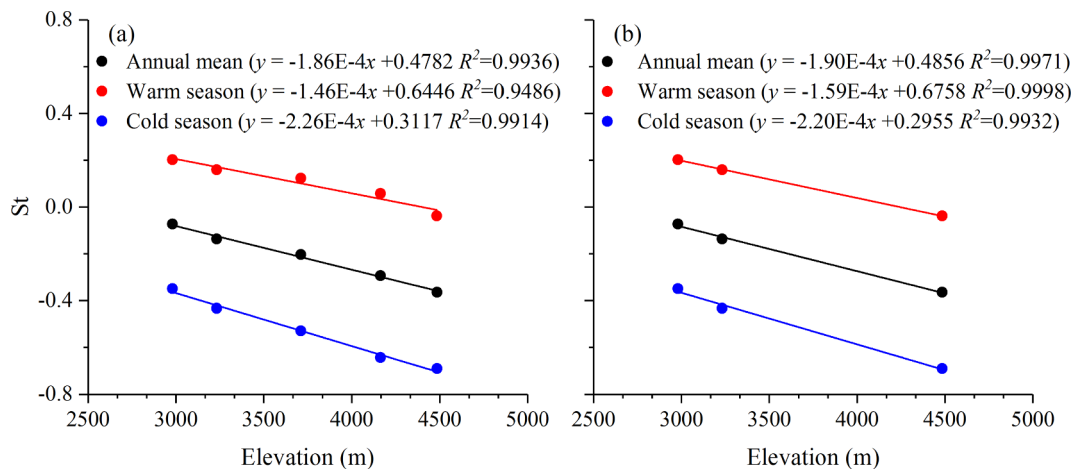 (a)
Annual mean (y = -1.86E-4x +0.4782 R²=0.9936)
Warm season (y = -1.46E-4x +0.6446 R²=0.9486)
Cold season (y = -2.26E-4x +0.3117 R²=0.9914)
0.8
0.4
0.0
-0.4
-0.8
St
2500 3000 3500 4000 4500 5000
Elevation (m)
(b)
Annual mean (y = -1.90E-4x +0.4856 R²=0.9971)
Warm season (y = -1.59E-4x +0.6758 R²=0.9998)
Cold season (y = -2.20E-4x +0.2955 R²=0.9932)
2500 3000 3500 4000 4500 5000
Elevation (m)